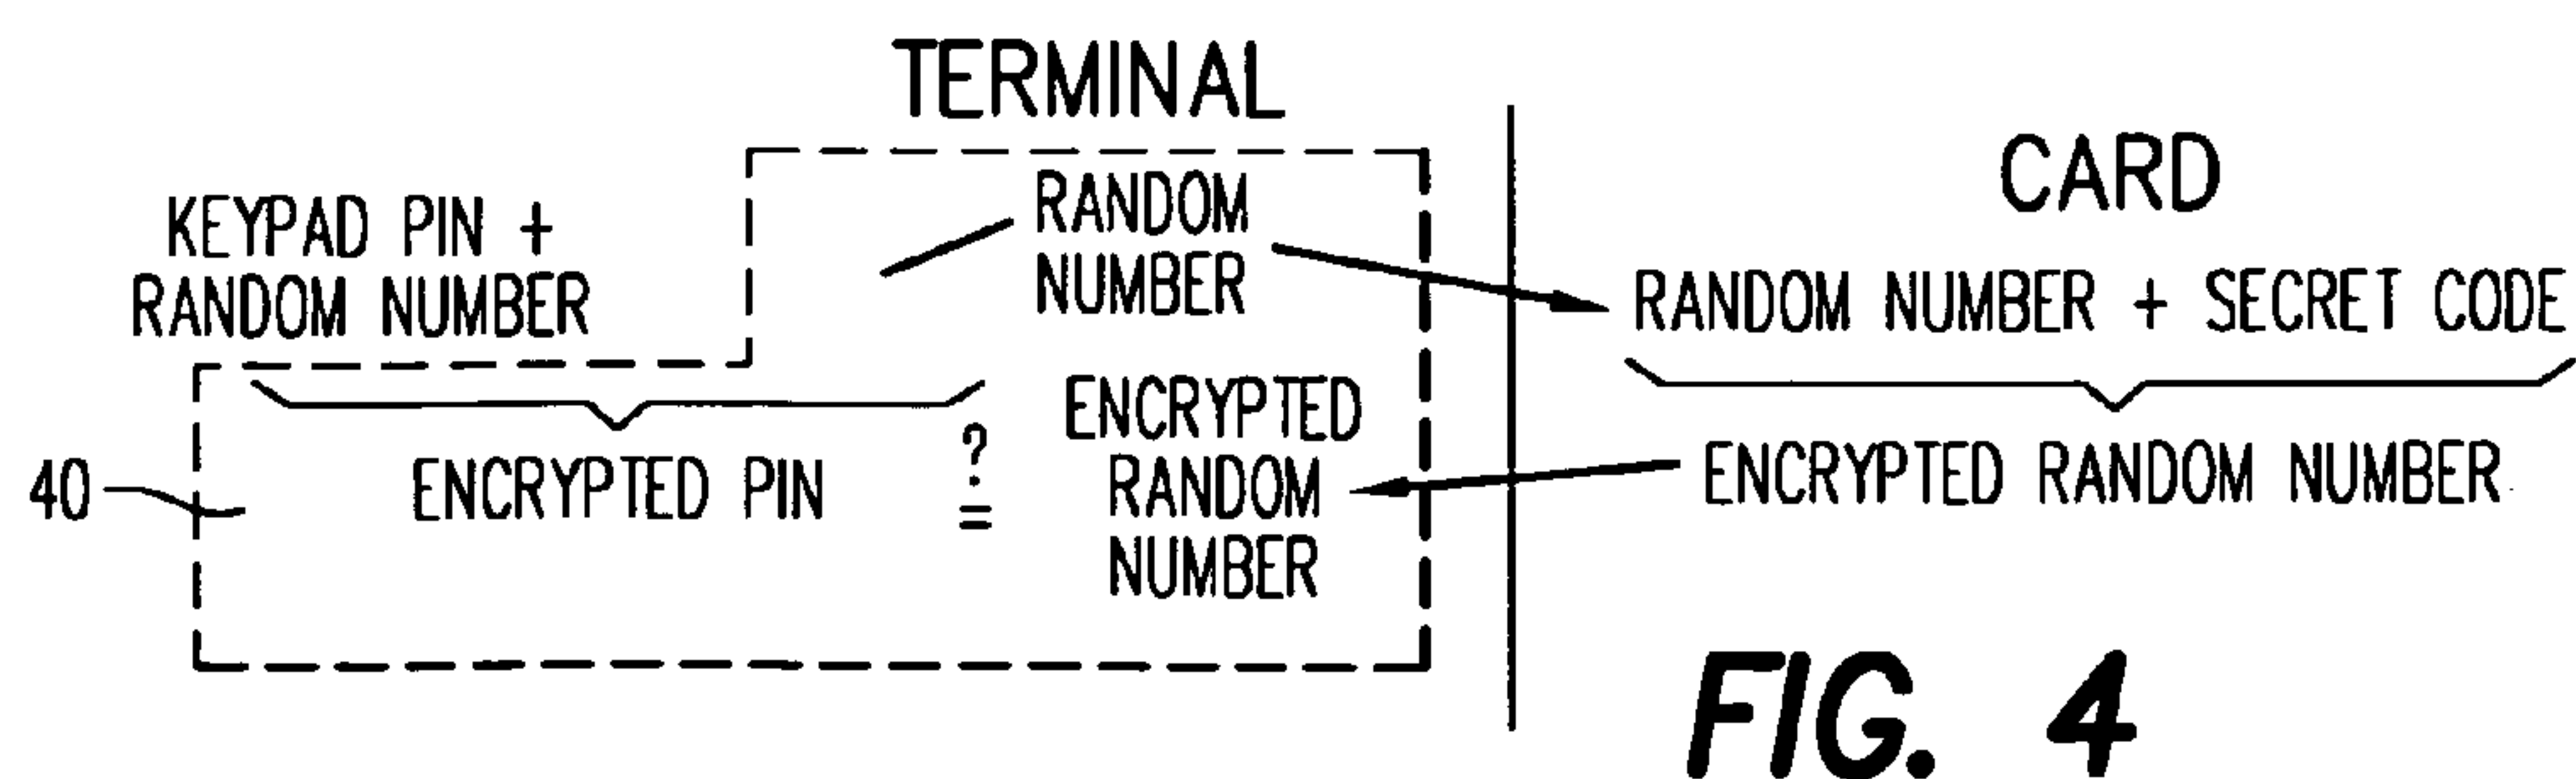 TERMINAL
KEYPAD PIN +
RANDOM NUMBER
RANDOM
NUMBER
40
ENCRYPTED PIN
?
=
ENCRYPTED
RANDOM
NUMBER
CARD
RANDOM NUMBER + SECRET CODE
ENCRYPTED RANDOM NUMBER
FIG. 4